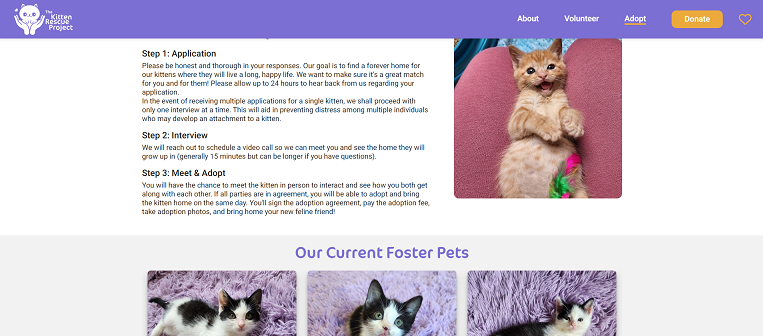 The
Kitten
Rescue
Project
About
Volunteer
Adopt
Donate
Step 1: Application
Please be honest and thorough in your responses. Our goal is to find a forever home for
our kittens where they will live a long, happy life. We want to make sure it's a great match
for you and for them! Please allow up to 24 hours to hear back from us regarding your
application.
In the event of receiving multiple applications for a single kitten, we shall proceed with
only one interview at a time. This will aid in preventing distress among multiple individuals
who may develop an attachment to a kitten.
Step 2: Interview
We will reach out to schedule a video call so we can meet you and see the home they will
grow up in (generally 15 minutes but can be longer if you have questions).
Step 3: Meet & Adopt
You will have the chance to meet the kitten in person to interact and see how you both get
along with each other. If all parties are in agreement, you will be able to adopt and bring
the kitten home on the same day. You'll sign the adoption agreement, pay the adoption fee,
take adoption photos, and bring home your new feline friend!
Our Current Foster Pets